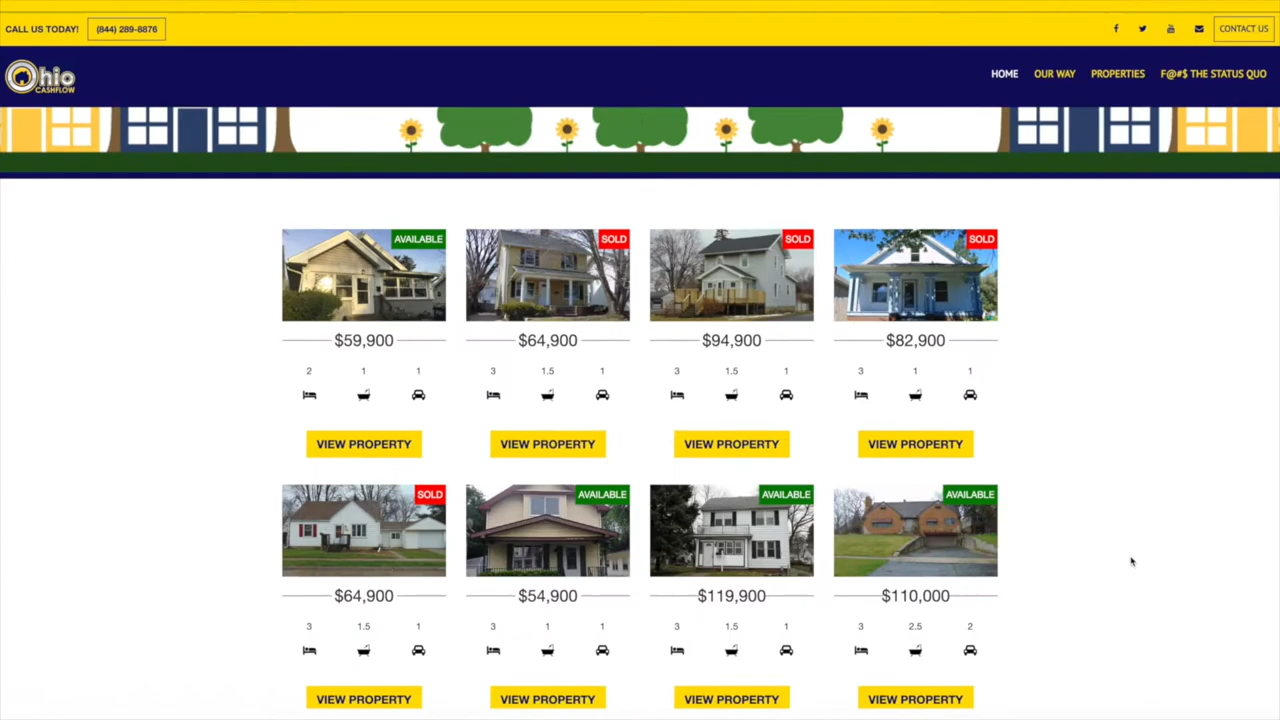 CALL US TODAY! (844) 289-8876 CONTACT US
Ohio
CASHFLOW
HOME OUR WAY PROPERTIES F@#$ THE STATUS QUO
AVAILABLE SOLD SOLD SOLD
$59,900 $64,900 $94,900 $82,900
2 1 1 3 1.5 1 3 1.5 1 3 1 1
VIEW PROPERTY VIEW PROPERTY VIEW PROPERTY VIEW PROPERTY
SOLD AVAILABLE AVAILABLE AVAILABLE
$64,900 $54,900 $119,900 $110,000
3 1.5 1 3 1 1 3 1.5 1 3 2.5 2
VIEW PROPERTY VIEW PROPERTY VIEW PROPERTY VIEW PROPERTY